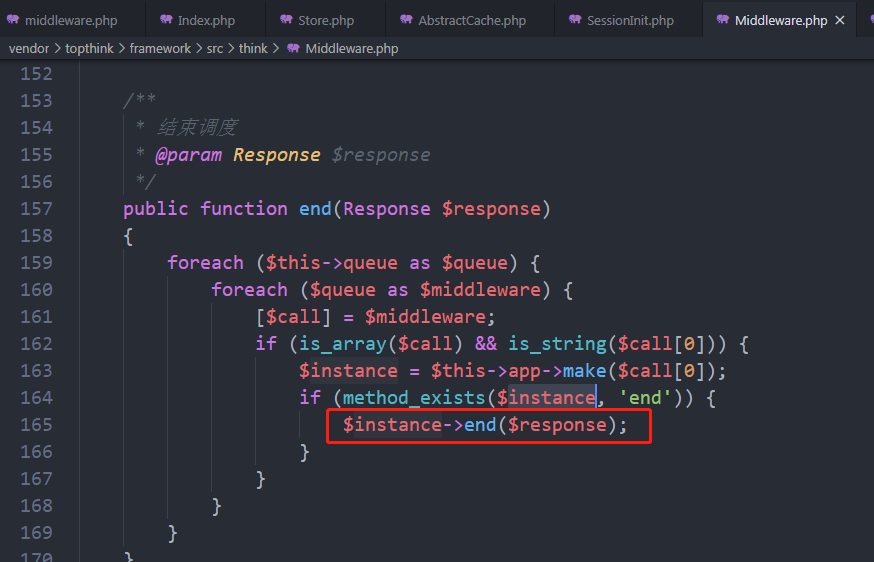 middleware.php Index.php Store.php AbstractCache.php SessionInit.php Middleware.php ×
vendor > topthink > framework > src > think > Middleware.php
152
153 /**
154 * 结束调度
155 * @param Response $response
156 */
157 public function end(Response $response)
158 {
159 foreach ($this->queue as $queue) {
160 foreach ($queue as $middleware) {
161 [$call] = $middleware;
162 if (is_array($call) && is_string($call[0])) {
163 $instance = $this->app->make($call[0]);
164 if (method_exists($instance, 'end')) {
165 $instance->end($response);
166 }
167 }
168 }
169 }
170 }